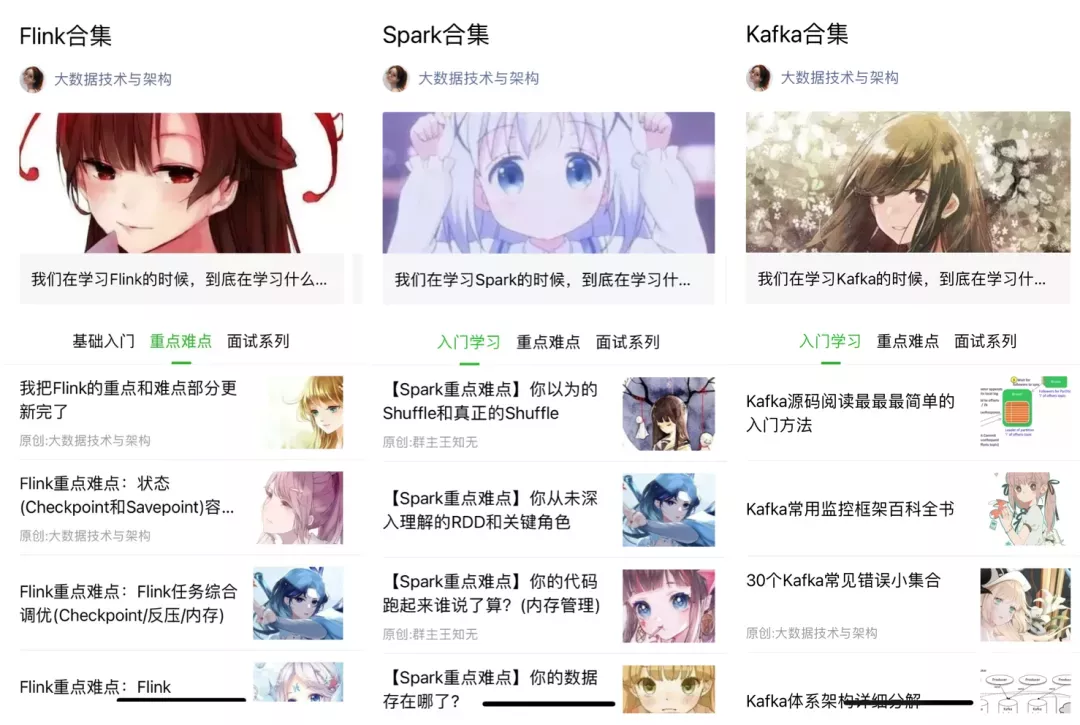 Flink合集
大数据技术与架构
我们在学习Flink的时候，到底在学习什么...
基础入门 重点难点 面试系列
我把Flink的重点和难点部分更
新完了
原创:大数据技术与架构
Flink重点难点：状态
(Checkpoint和Savepoint)容...
原创:大数据技术与架构
Flink重点难点：Flink任务综合
调优(Checkpoint/反压/内存)
Flink重点难点：Flink
Spark合集
大数据技术与架构
我们在学习Spark的时候，到底在学习什...
入门学习 重点难点 面试系列
【Spark重点难点】你以为的
Shuffle和真正的Shuffle
原创:群主王知无
【Spark重点难点】你从未深
入理解的RDD和关键角色
【Spark重点难点】你的代码
跑起来谁说了算？(内存管理)
原创:群主王知无
【Spark重点难点】你的数据
存在哪了？
Kafka合集
大数据技术与架构
我们在学习Kafka的时候，到底在学习什...
入门学习 重点难点 面试系列
Kafka源码阅读最最最简单的
入门方法
Kafka常用监控框架百科全书
30个Kafka常见错误小集合
原创:大数据技术与架构
Kafka体系架构详细分解
Producer Producer Producer